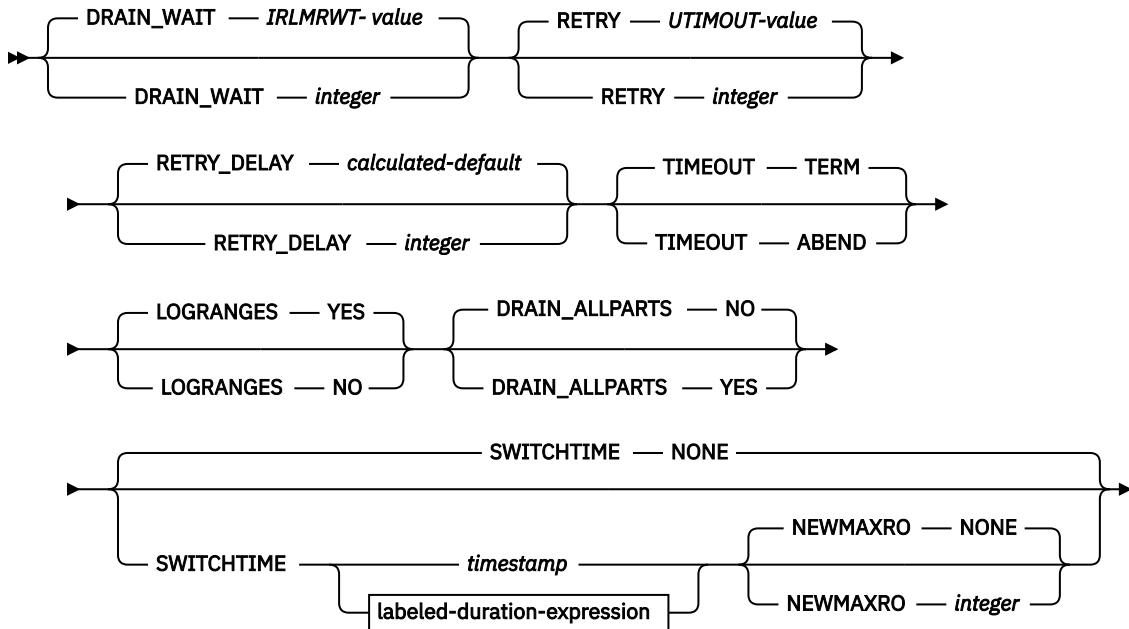 DRAIN_WAIT IRLMRWT- value RETRY UTIMOUT-value
DRAIN_WAIT integer RETRY integer
RETRY_DELAY calculated-default TIMEOUT TERM
RETRY_DELAY integer TIMEOUT ABEND
LOGRANGES YES DRAIN_ALLPARTS NO
LOGRANGES NO DRAIN_ALLPARTS YES
SWITCHTIME NONE
NEWMAXRO NONE
SWITCHTIME timestamp
labeled-duration-expression NEWMAXRO integer